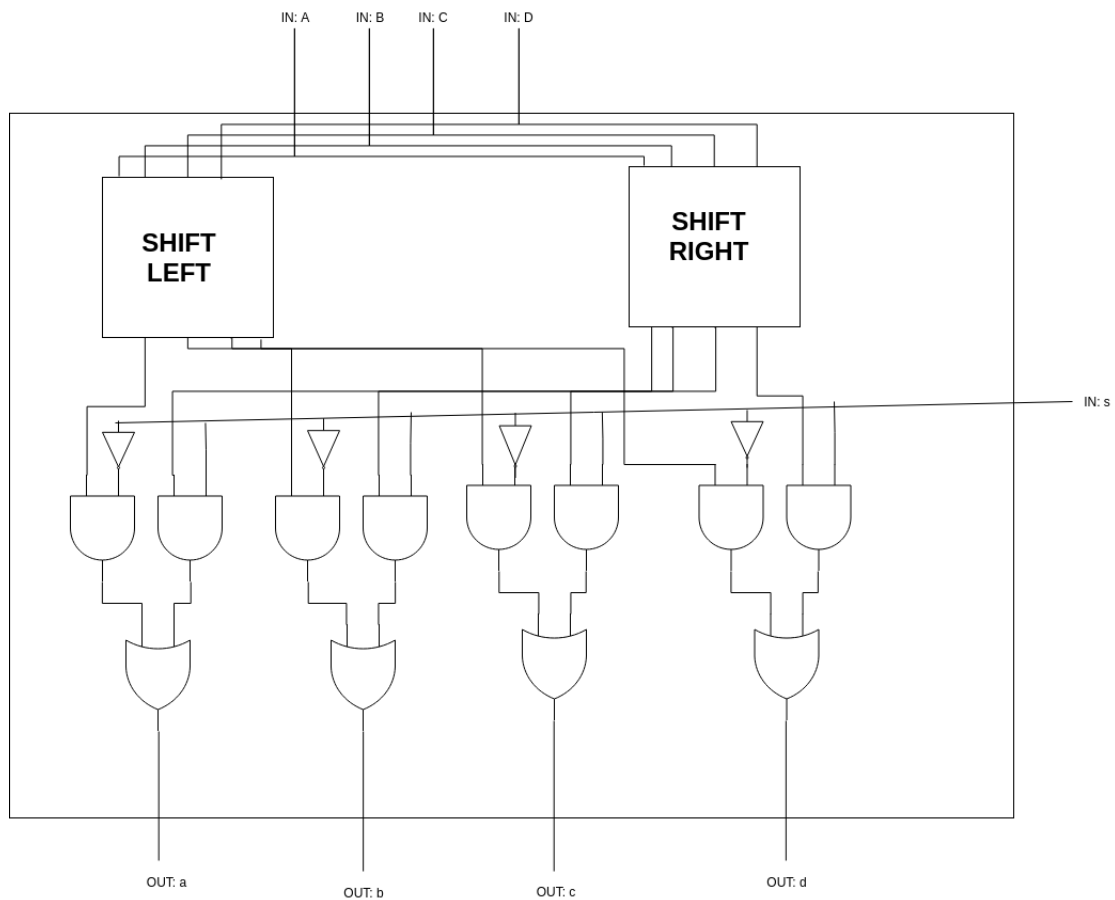 IN: A
IN: B
IN: C
IN: D
SHIFT
LEFT
SHIFT
RIGHT
IN: s
OUT: a
OUT: b
OUT: c
OUT: d